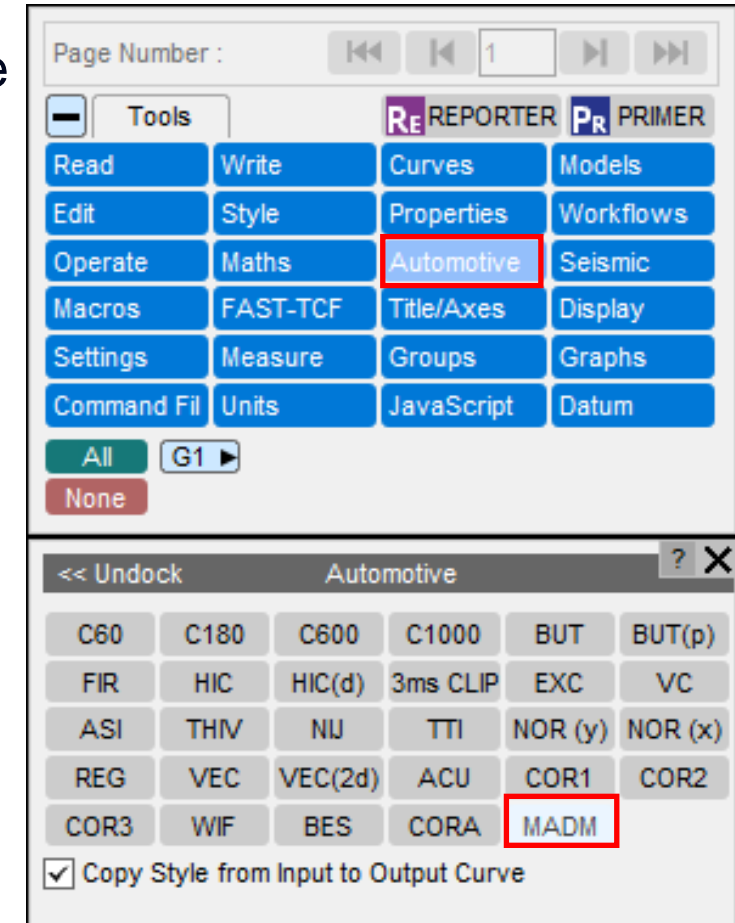 e
Page Number : 1
Tools RE REPORTER PR PRIMER
Read Write Curves Models
Edit Style Properties Workflows
Operate Maths Automotive Seismic
Macros FAST-TCF Title/Axes Display
Settings Measure Groups Graphs
Command Fil Units JavaScript Datum
All G1
None
<< Undock Automotive ? X
C60 C180 C600 C1000 BUT BUT(p)
FIR HIC HIC(d) 3ms CLIP EXC VC
ASI THIV NIJ TTI NOR (y) NOR (x)
REG VEC VEC(2d) ACU COR1 COR2
COR3 WIF BES CORA MADM
Copy Style from Input to Output Curve